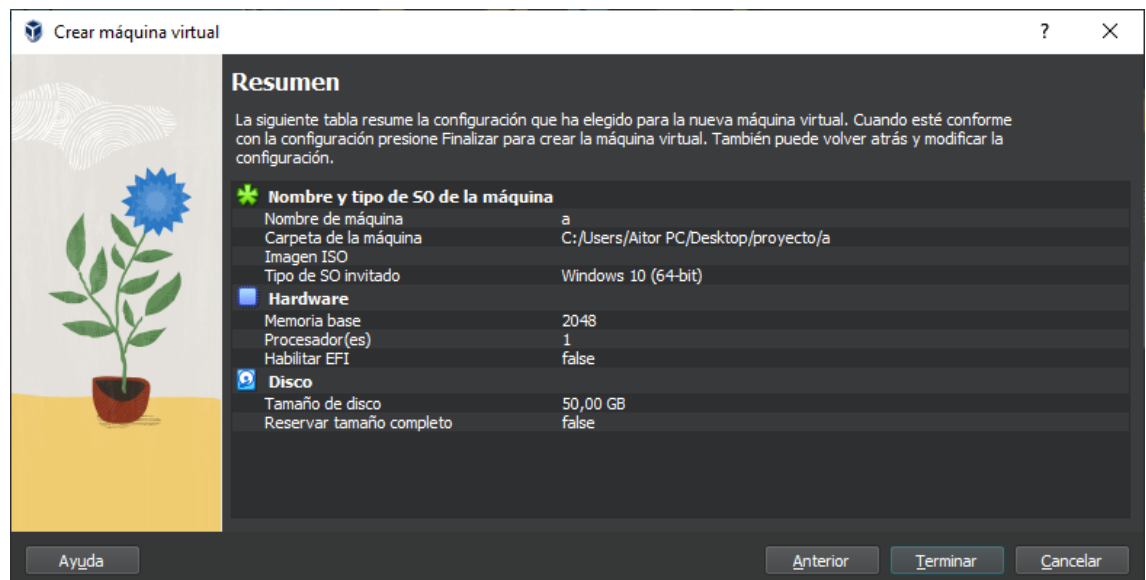 Crear máquina virtual
?
Resumen
La siguiente tabla resume la configuración que ha elegido para la nueva máquina virtual. Cuando esté conforme
con la configuración presione Finalizar para crear la máquina virtual. También puede volver atrás y modificar la
configuración.
Nombre y tipo de SO de la máquina
Nombre de máquina a
Carpeta de la máquina C:/Users/Aitor PC/Desktop/proyecto/a
Imagen ISO
Tipo de SO invitado Windows 10 (64-bit)
Hardware
Memoria base 2048
Procesador(es) 1
Habilitar EFI false
Disco
Tamaño de disco 50,00 GB
Reservar tamaño completo false
Ayuda Anterior Terminar Cancelar